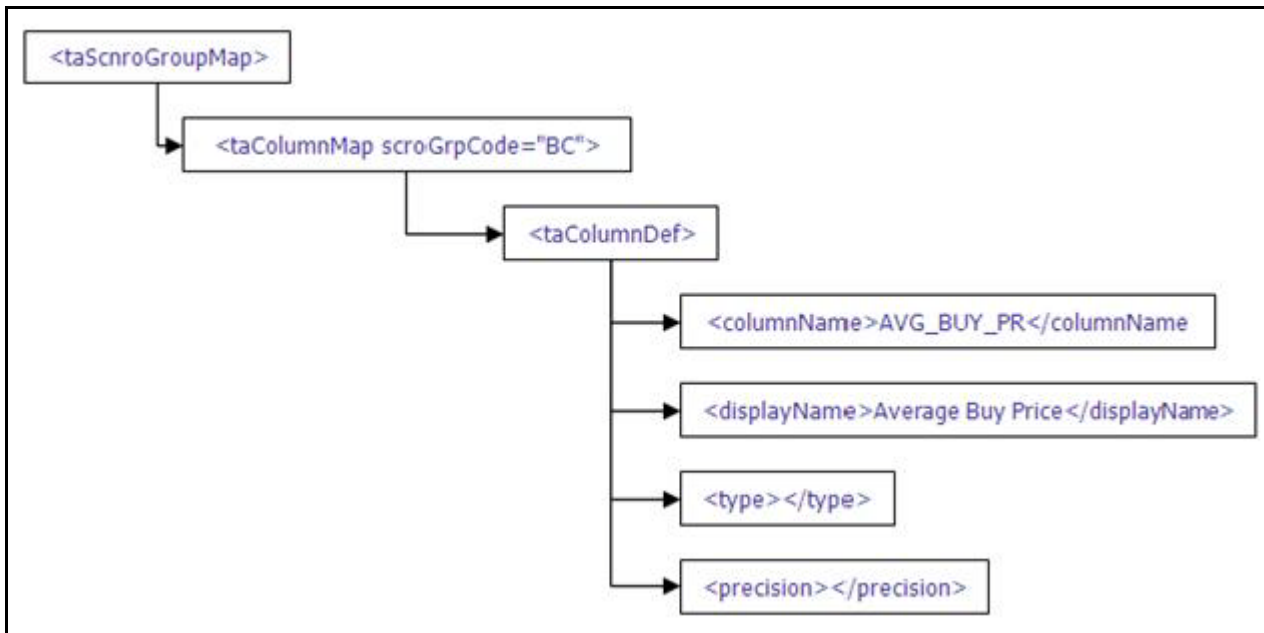 <taScnroGroupMap>
<taColumnMap scroGrpCode="BC">
<taColumnDef>
<columnName>AVG_BUY_PR</columnName
<displayName>Average Buy Price</displayName>
<type></type>
<precision></precision>